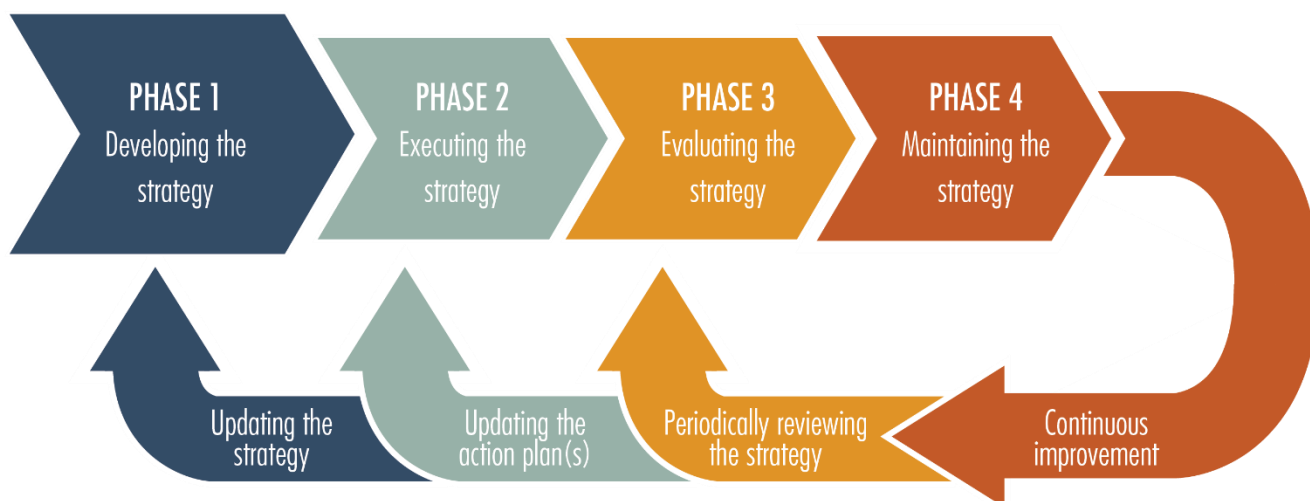 PHASE 1
Developing the
strategy
PHASE 2
Executing the
strategy
PHASE 3
Evaluating the
strategy
PHASE 4
Maintaining the
strategy
Updating the
strategy
Updating the
action plan(s)
Periodically reviewing
the strategy
Continuous
improvement